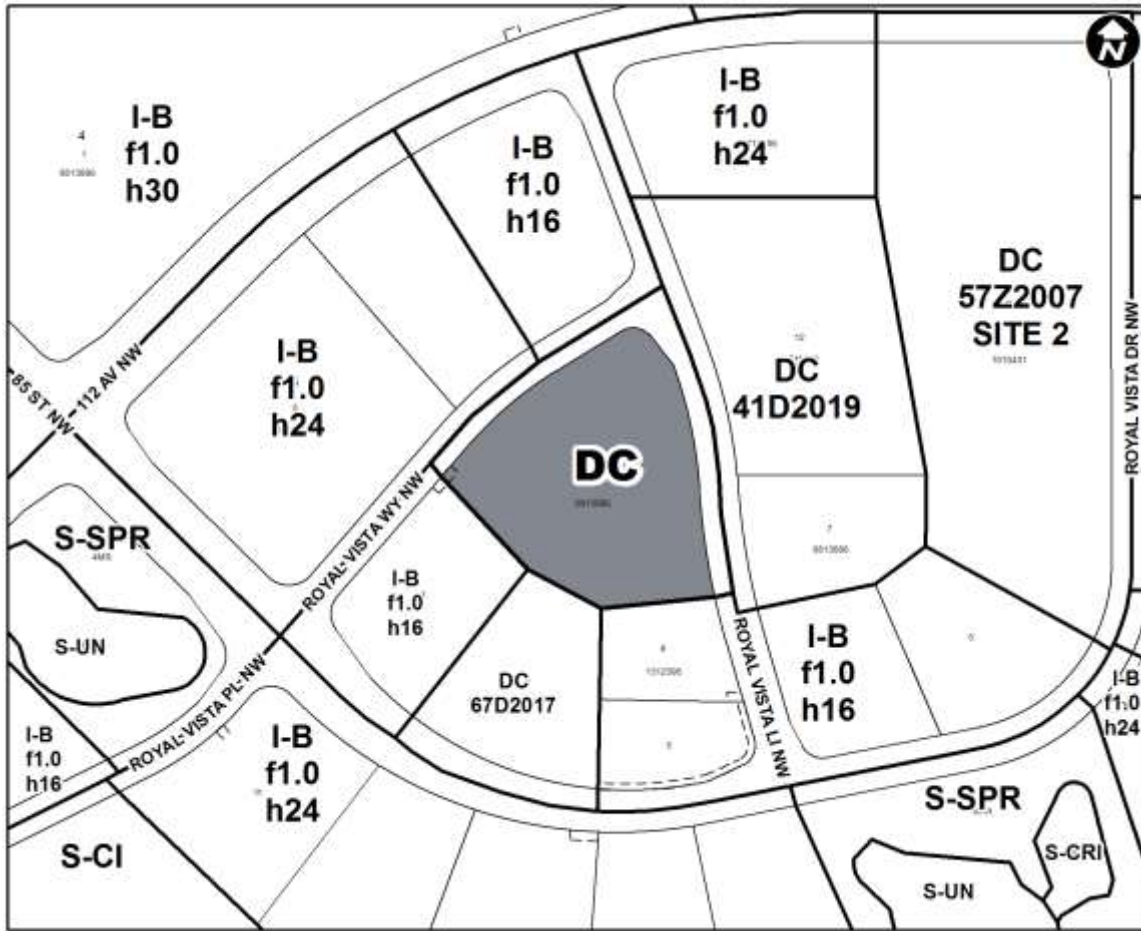 N
I-B
f1.0
h30
4
I-B
f1.0
h16
I-B
f1.0
h24
DC
57Z2007
SITE 2
ROYAL VISTA DR NW
I-B
f1.0
h24
DC
41D2019
DC
85 ST NW
112 AV NW
ROYAL VISTA WY NW
7
S-SPR
S-UN
I-B
f1.0
h16
DC
67D2017
ROYAL VISTA LI NW
I-B
f1.0
h16
I-B
f1.0
h24
ROYAL VISTA PL NW
I-B
f1.0
h16
I-B
f1.0
h24
S-CI
S-SPR
S-UN
S-CRI